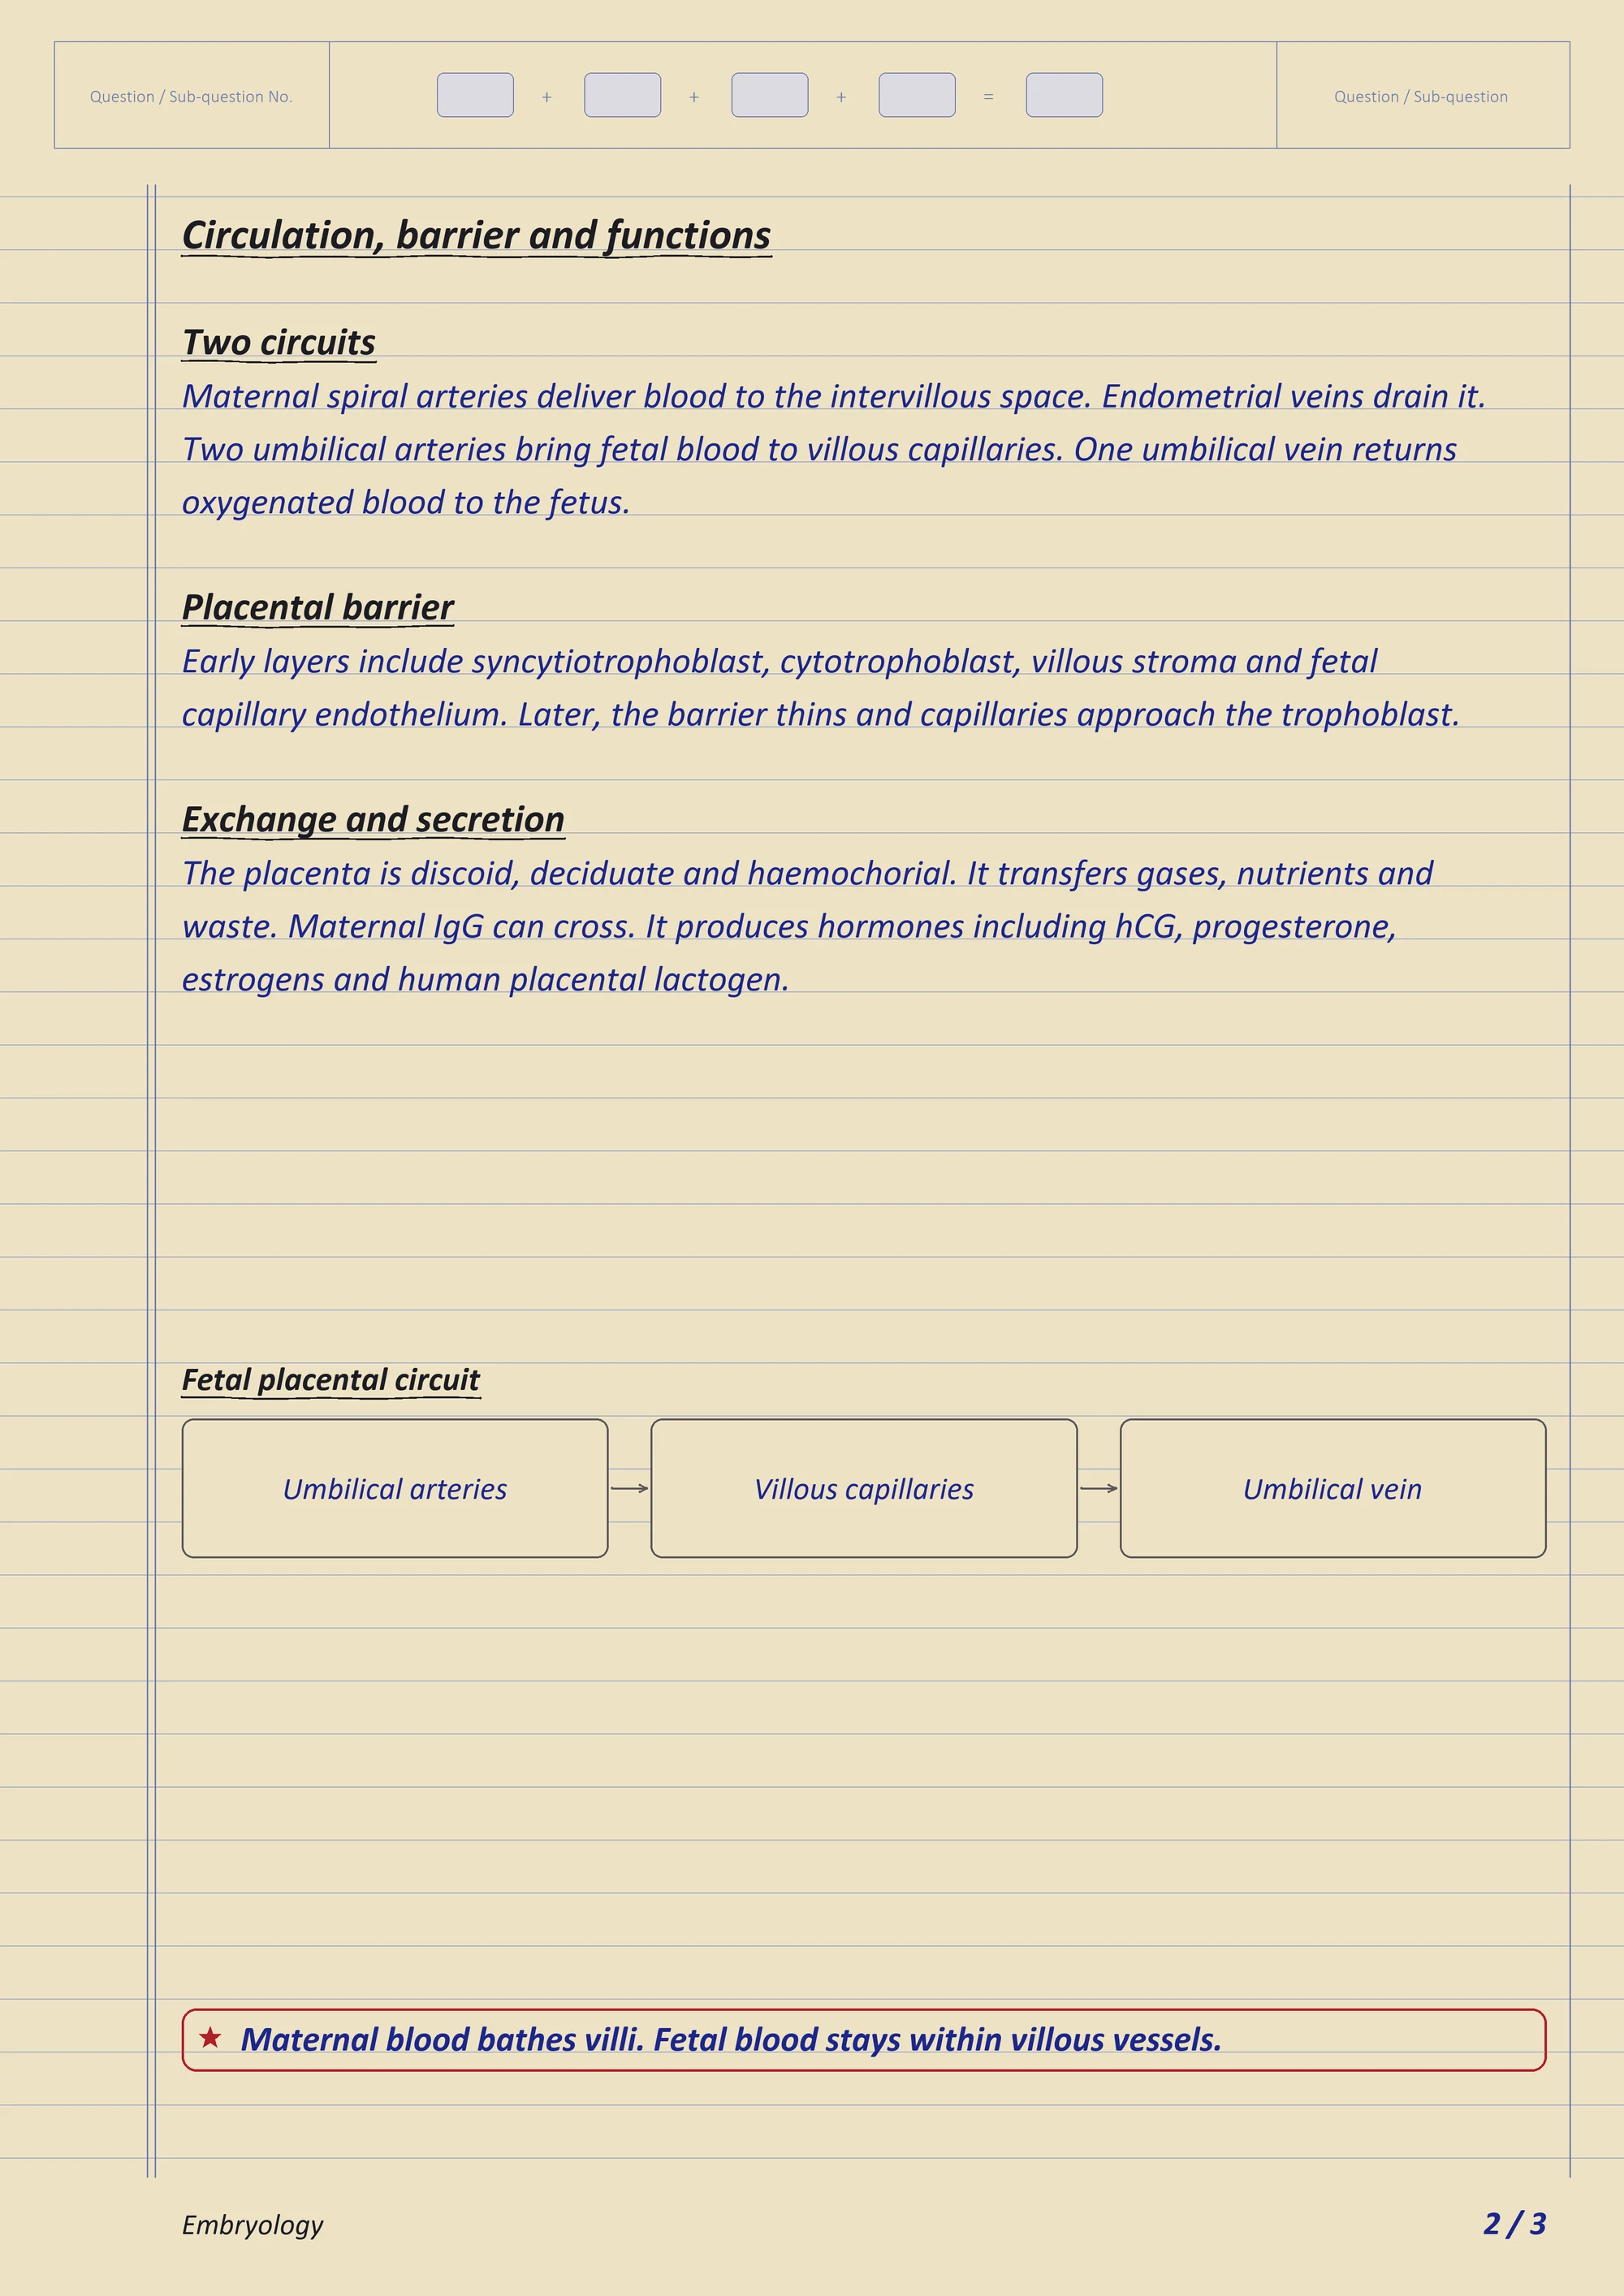 Question / Sub-question No.
+ + + =
Question / Sub-question
Circulation, barrier and functions
Two circuits
Maternal spiral arteries deliver blood to the intervillous space. Endometrial veins drain it.
Two umbilical arteries bring fetal blood to villous capillaries. One umbilical vein returns
oxygenated blood to the fetus.
Placental barrier
Early layers include syncytiotrophoblast, cytotrophoblast, villous stroma and fetal
capillary endothelium. Later, the barrier thins and capillaries approach the trophoblast.
Exchange and secretion
The placenta is discoid, deciduate and haemochorial. It transfers gases, nutrients and
waste. Maternal IgG can cross. It produces hormones including hCG, progesterone,
estrogens and human placental lactogen.
Fetal placental circuit
Umbilical arteries → Villous capillaries → Umbilical vein
★ Maternal blood bathes villi. Fetal blood stays within villous vessels.
Embryology
2 / 3